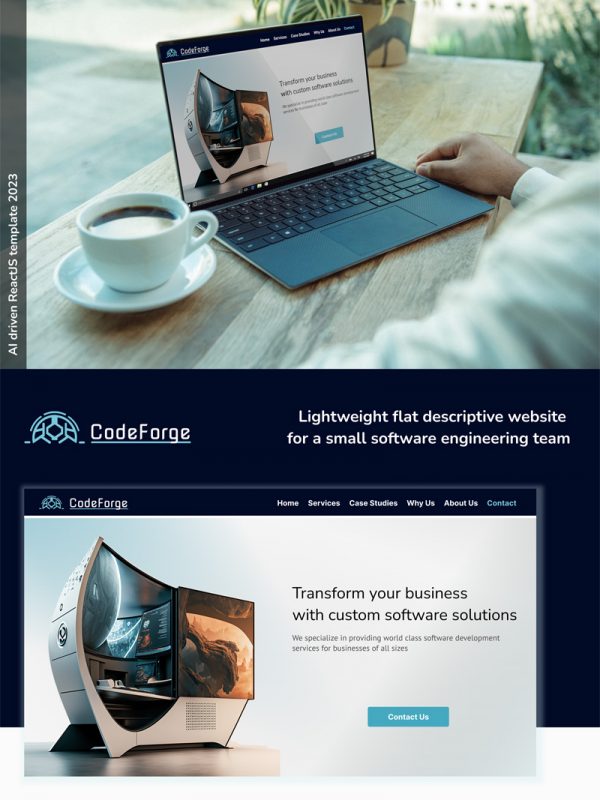 CodeForge
Home Services Case Studies Why Us About Us Contact
Transform your business
with custom software solutions
We specialize in providing world class software development
services for businesses of all sizes
Contact Us
AI driven ReactJS template 2023
CodeForge
Lightweight flat descriptive website
for a small software engineering team
CodeForge
Home Services Case Studies Why Us About Us Contact
Transform your business
with custom software solutions
We specialize in providing world class software development
services for businesses of all sizes
Contact Us